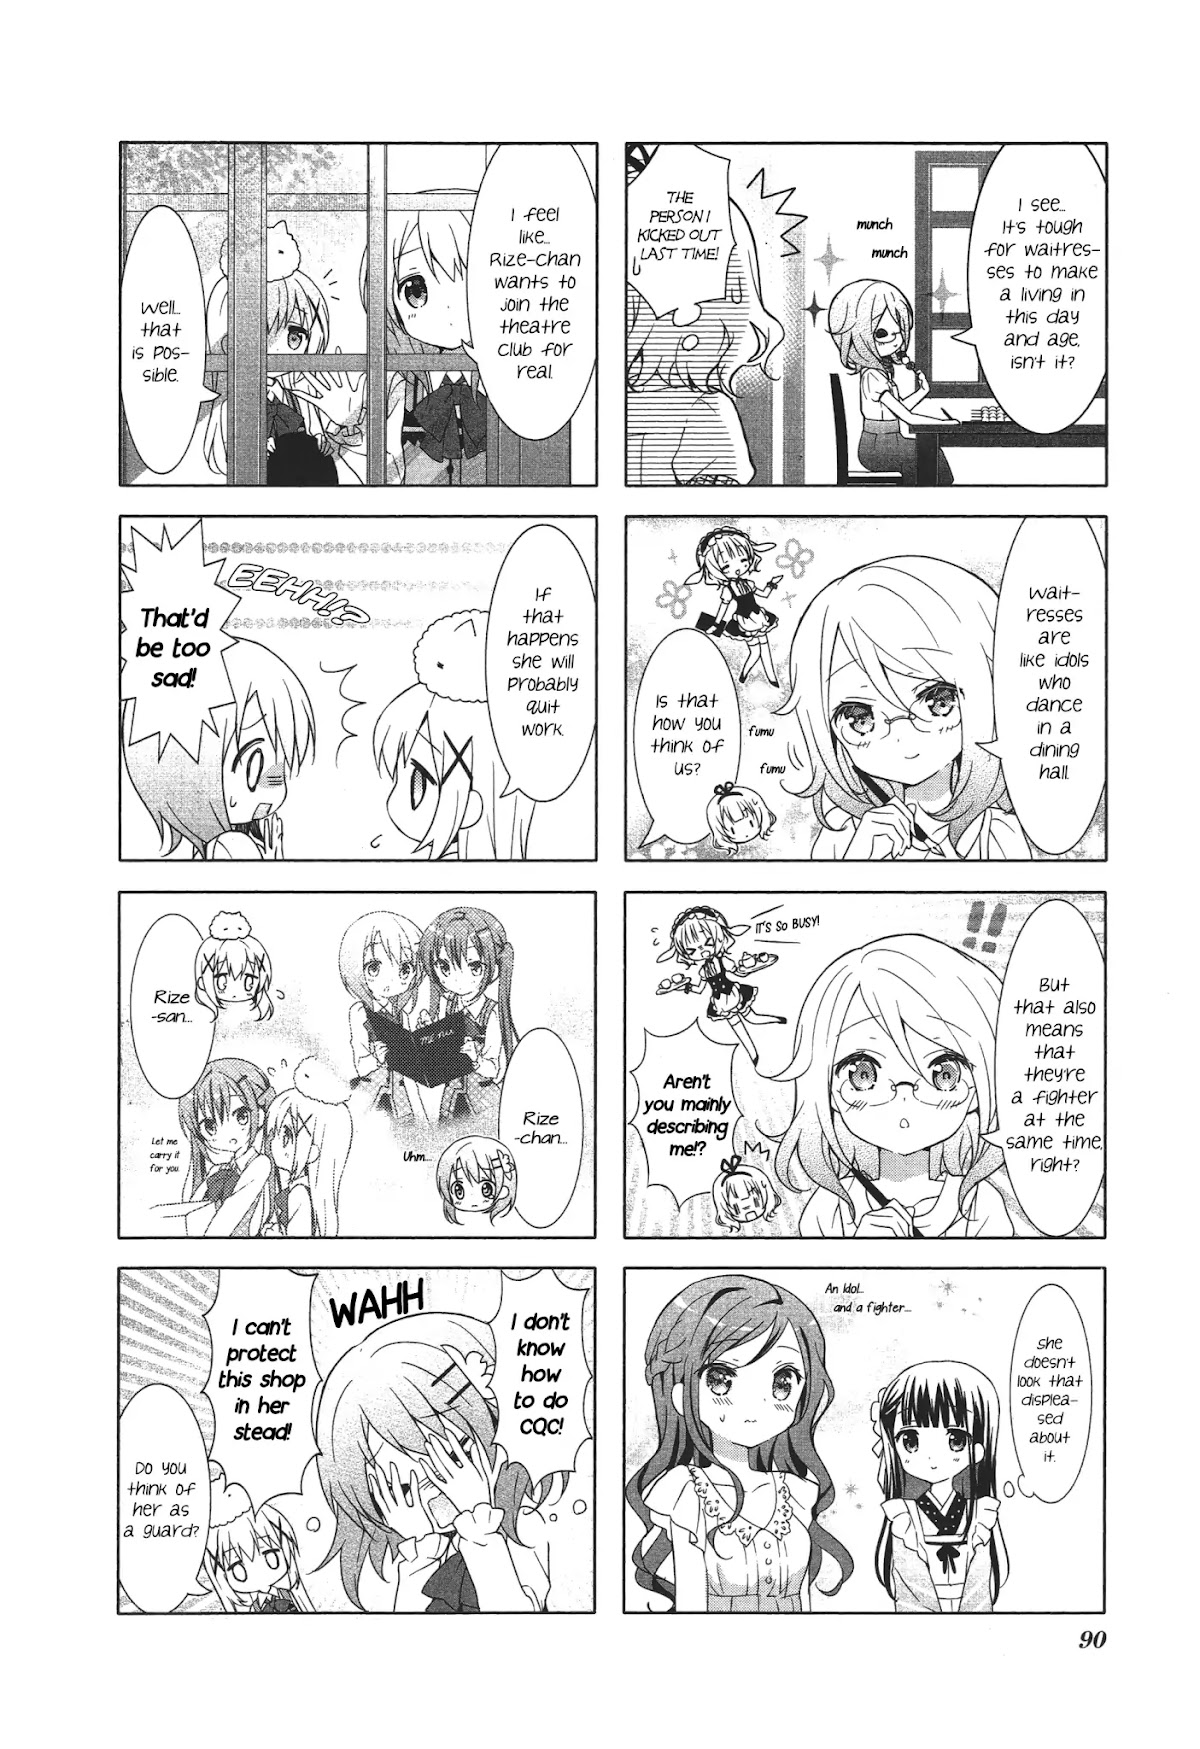 I see...
It's tough
for waitres-
ses to make
a living in
this day
and age,
isn't it?
munch
munch
THE
PERSON I
KICKED OUT
LAST TIME!
Wait-
resses
are
like idols
who
dance
in a
dining
hall.
fumu
fumu
Is that
how you
think of
us?
But
that also
means
that
they're
a fighter
at the
same time,
right?
!!
IT'S SO BUSY!
Aren't
you mainly
describing
me!?
She
doesn't
look that
displea-
sed
about
it.
An Idol...
and a fighter...
I feel
like...
Rize-chan
wants to
join the
theatre
club for
real.
Well...
that
is pos-
sible.
If
that
happens
she will
probably
quit
work.
EEHH!!?
That'd
be too
sad!
Rize
-chan...
Uhm...
Rize
-san...
Let me
carry it
for you.
I don't
know
how
to do
CQC!
WAHH
I can't
protect
this shop
in her
stead!
Do you
think of
her as
a guard?
90